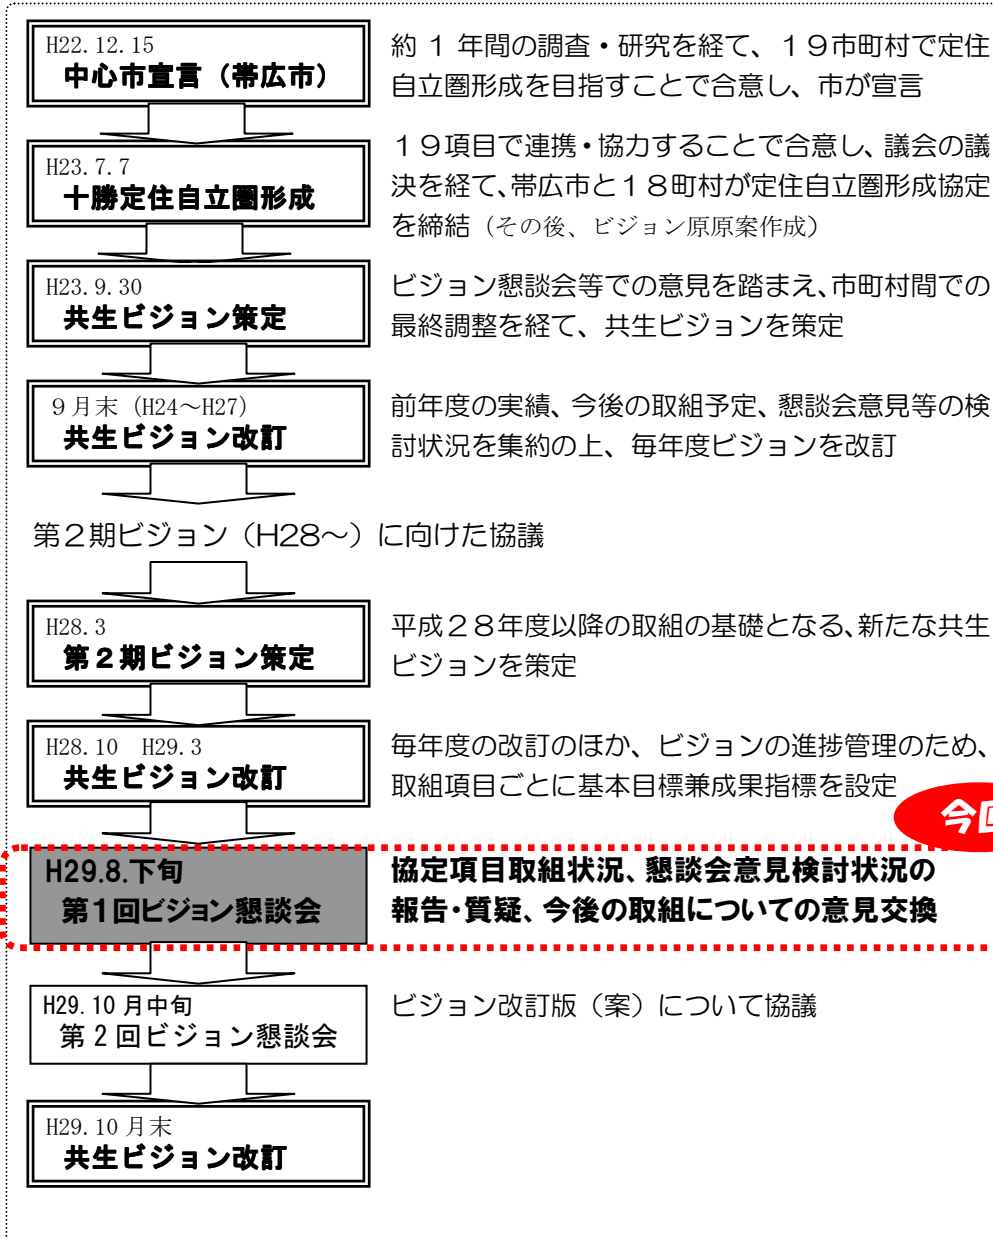 H22.12.15
中心市宣言（帯広市）
約 1 年間の調査・研究を経て、１９市町村で定住
自立圏形成を目指すことで合意し、市が宣言
H23.7.7
十勝定住自立圏形成
１９項目で連携・協力することで合意し、議会の議
決を経て、帯広市と１８町村が定住自立圏形成協定
を締結（その後、ビジョン原原案作成）
H23.9.30
共生ビジョン策定
ビジョン懇談会等での意見を踏まえ、市町村間での
最終調整を経て、共生ビジョンを策定
９月末（H24～H27）
共生ビジョン改訂
前年度の実績、今後の取組予定、懇談会意見等の検
討状況を集約の上、毎年度ビジョンを改訂
第２期ビジョン（H28～）に向けた協議
H28.3
第２期ビジョン策定
平成２８年度以降の取組の基礎となる、新たな共生
ビジョンを策定
H28.10　H29.3
共生ビジョン改訂
毎年度の改訂のほか、ビジョンの進捗管理のため、
取組項目ごとに基本目標兼成果指標を設定
今回
H29.8.下旬
第1回ビジョン懇談会
協定項目取組状況、懇談会意見検討状況の
報告・質疑、今後の取組についての意見交換
H29.10 月中旬
第２回ビジョン懇談会
ビジョン改訂版（案）について協議
H29.10 月末
共生ビジョン改訂